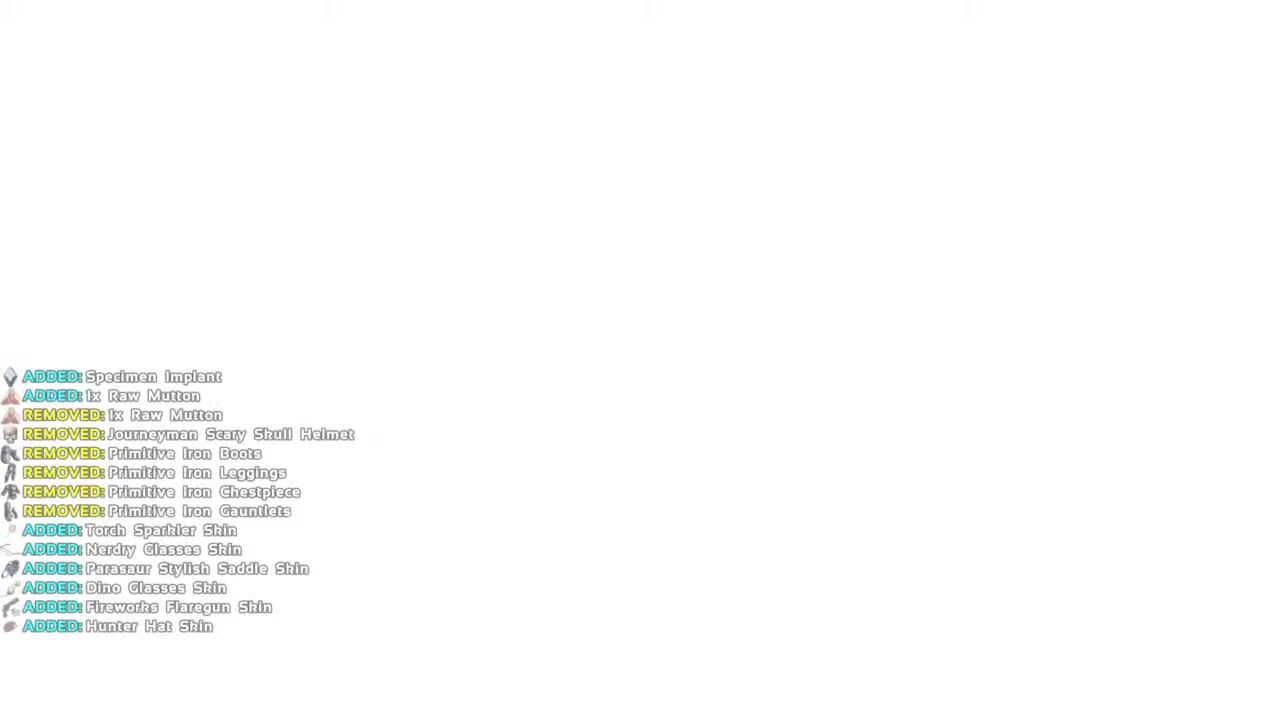 ADDED: Specimen Implant
ADDED: 1x Raw Mutton
REMOVED: 1x Raw Mutton
REMOVED: Journeyman Scary Skull Helmet
REMOVED: Primitive Iron Boots
REMOVED: Primitive Iron Leggings
REMOVED: Primitive Iron Chestpiece
REMOVED: Primitive Iron Gauntlets
ADDED: Torch Sparkler Skin
ADDED: Nerdry Glasses Skin
ADDED: Parasaur Stylish Saddle Skin
ADDED: Dino Glasses Skin
ADDED: Fireworks Flaregun Skin
ADDED: Hunter Hat Skin